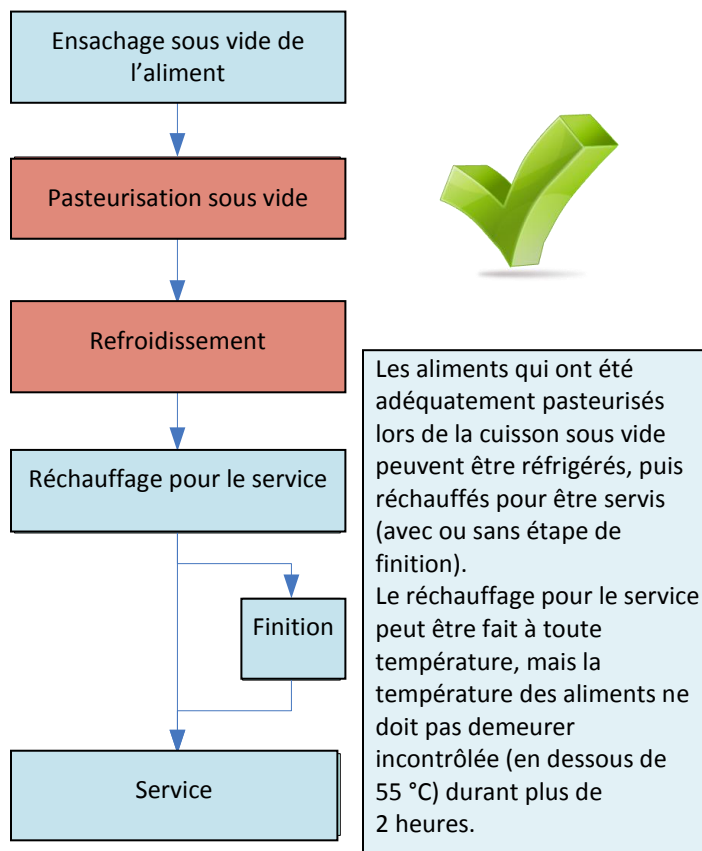 Ensachage sous vide de
l'aliment
Pasteurisation sous vide
Refroidissement
Réchauffage pour le service
Finition
Service
Les aliments qui ont été
adéquatement pasteurisés
lors de la cuisson sous vide
peuvent être réfrigérés, puis
réchauffés pour être servis
(avec ou sans étape de
finition).
Le réchauffage pour le service
peut être fait à toute
température, mais la
température des aliments ne
doit pas demeurer
incontrôlée (en dessous de
55 °C) durant plus de
2 heures.